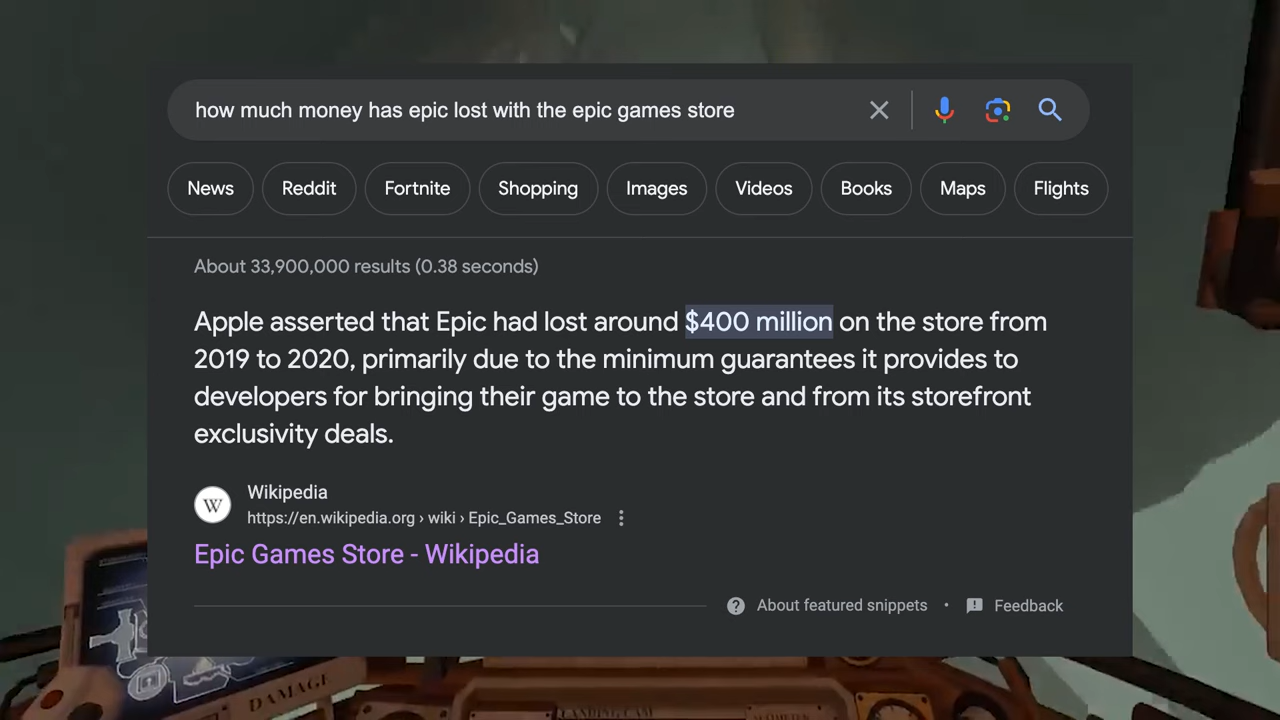 how much money has epic lost with the epic games store
News Reddit Fortnite Shopping Images Videos Books Maps Flights
About 33,900,000 results (0.38 seconds)
Apple asserted that Epic had lost around $400 million on the store from
2019 to 2020, primarily due to the minimum guarantees it provides to
developers for bringing their game to the store and from its storefront
exclusivity deals.
W
Wikipedia
https://en.wikipedia.org › wiki › Epic_Games_Store
Epic Games Store - Wikipedia
About featured snippets • Feedback
DAMAGE
LANDING CAM